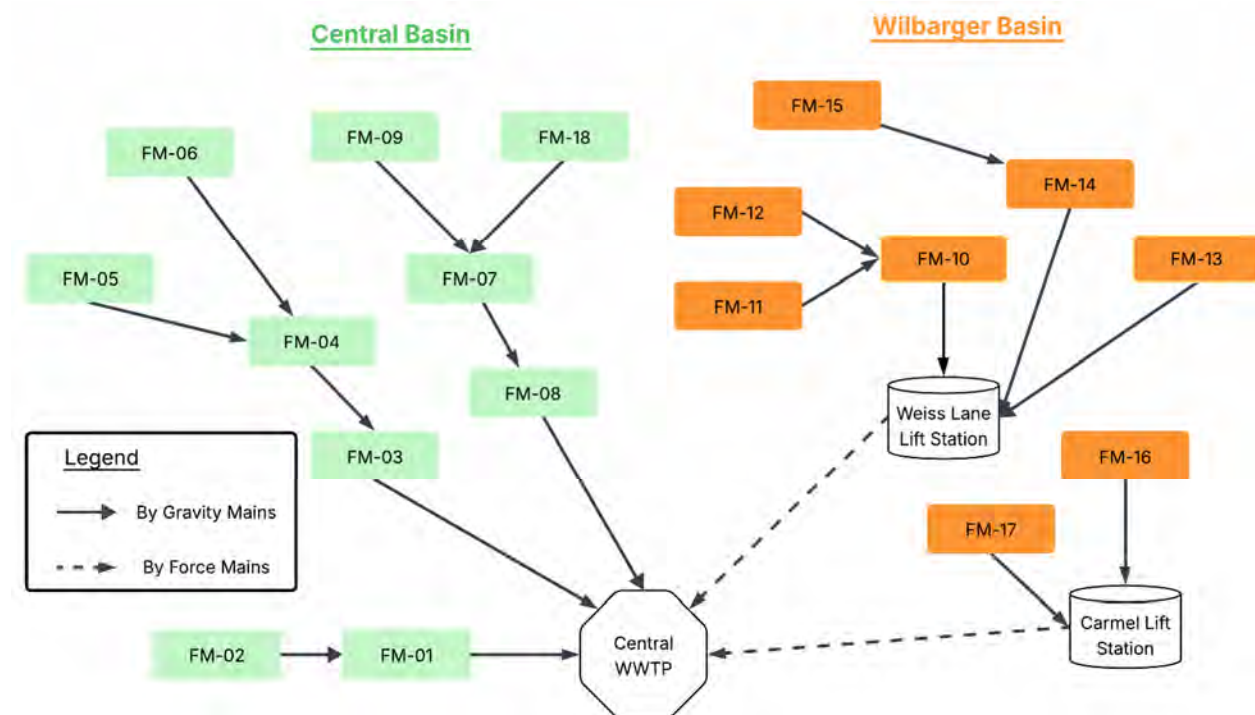 Central Basin
Wilbarger Basin
FM-15
FM-09
FM-18
FM-06
FM-14
FM-12
FM-10
FM-13
FM-05
FM-07
FM-11
FM-04
FM-08
Weiss Lane
Lift Station
Legend
FM-03
FM-16
By Gravity Mains
FM-17
By Force Mains
Carmel Lift
Station
Central
WWTP
FM-02
FM-01